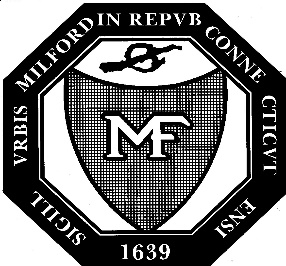 SIGILL
VRBIS
MILFORD
IN REPVB
CONNE
CTICVT
ENSI
MF
1639